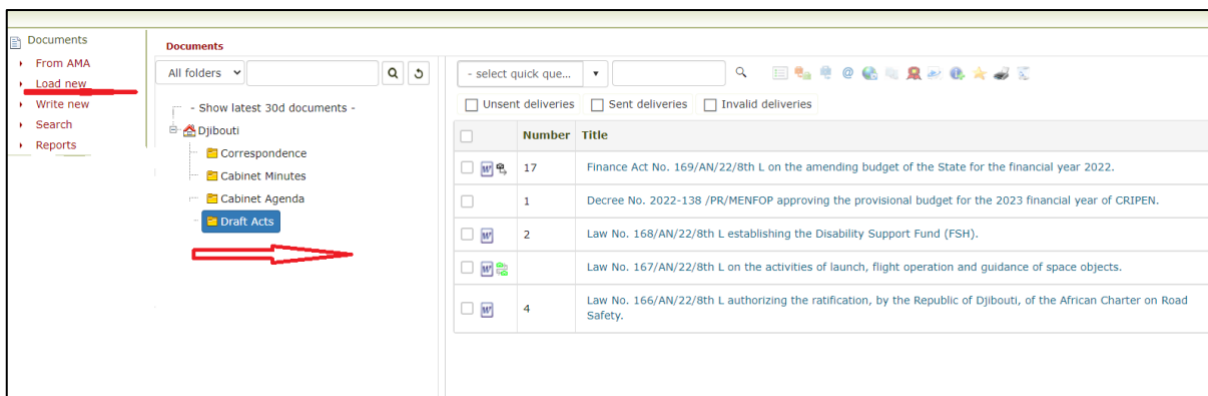 Documents
From AMA
Load new
Write new
Search
Reports
Documents
All folders
- Show latest 30d documents -
Djibouti
Correspondence
Cabinet Minutes
Cabinet Agenda
Draft Acts
- select quick que...
Unsent deliveries Sent deliveries Invalid deliveries
Number Title
17 Finance Act No. 169/AN/22/8th L on the amending budget of the State for the financial year 2022.
1 Decree No. 2022-138 /PR/MENFOP approving the provisional budget for the 2023 financial year of CRIPEN.
2 Law No. 168/AN/22/8th L establishing the Disability Support Fund (FSH).
Law No. 167/AN/22/8th L on the activities of launch, flight operation and guidance of space objects.
4 Law No. 166/AN/22/8th L authorizing the ratification, by the Republic of Djibouti, of the African Charter on Road
Safety.